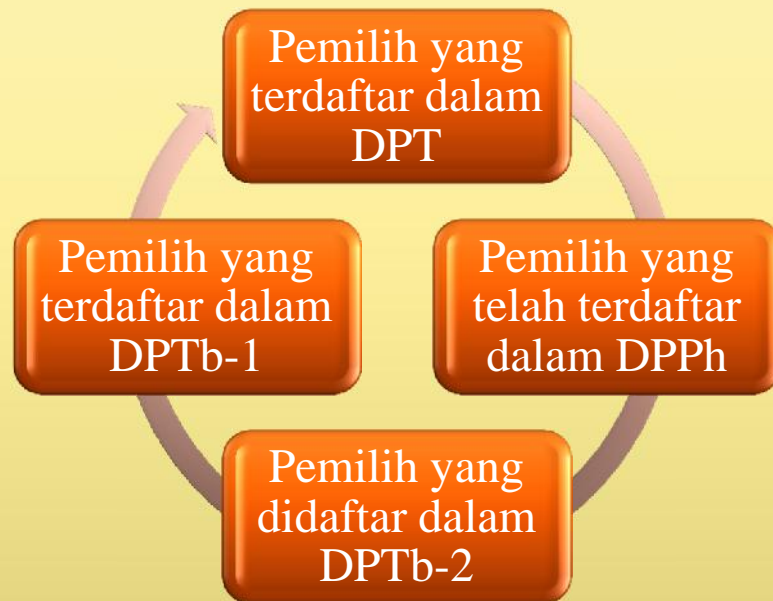 Pemilih yang
terdaftar dalam
DPT
Pemilih yang
terdaftar dalam
DPTb-1
Pemilih yang
telah terdaftar
dalam DPPh
Pemilih yang
didaftar dalam
DPTb-2